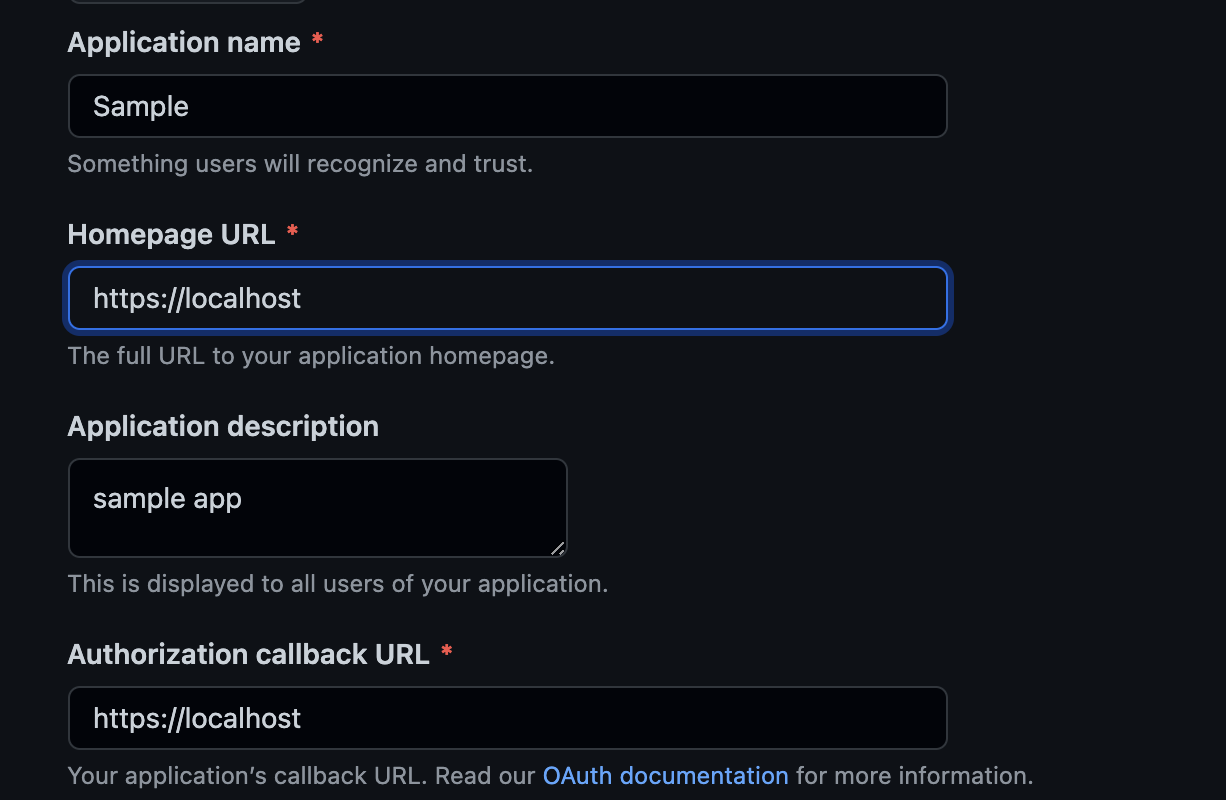 Application name *
Sample
Something users will recognize and trust.
Homepage URL *
https://localhost
The full URL to your application homepage.
Application description
sample app
This is displayed to all users of your application.
Authorization callback URL *
https://localhost
Your application’s callback URL. Read our OAuth documentation for more information.